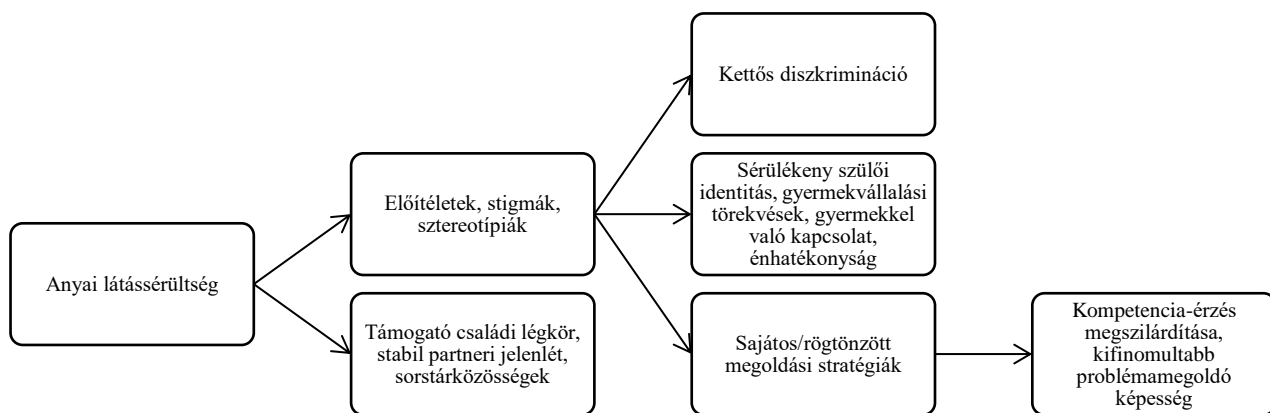 Anyai látássérültség
Előítéletek, stigmák,
sztereotípiák
Támogató családi légkör,
stabil partneri jelenlét,
sorstárközösségek
Kettős diszkrimináció
Sérülékeny szülői
identitás, gyermekvállalási
törekvések, gyermekkel
való kapcsolat,
énhatékonyság
Sajátos/rögtönzött
megoldási stratégiák
Kompetencia-érzés
megszilárdítása,
kifinomultabb
problémamegoldó
képesség